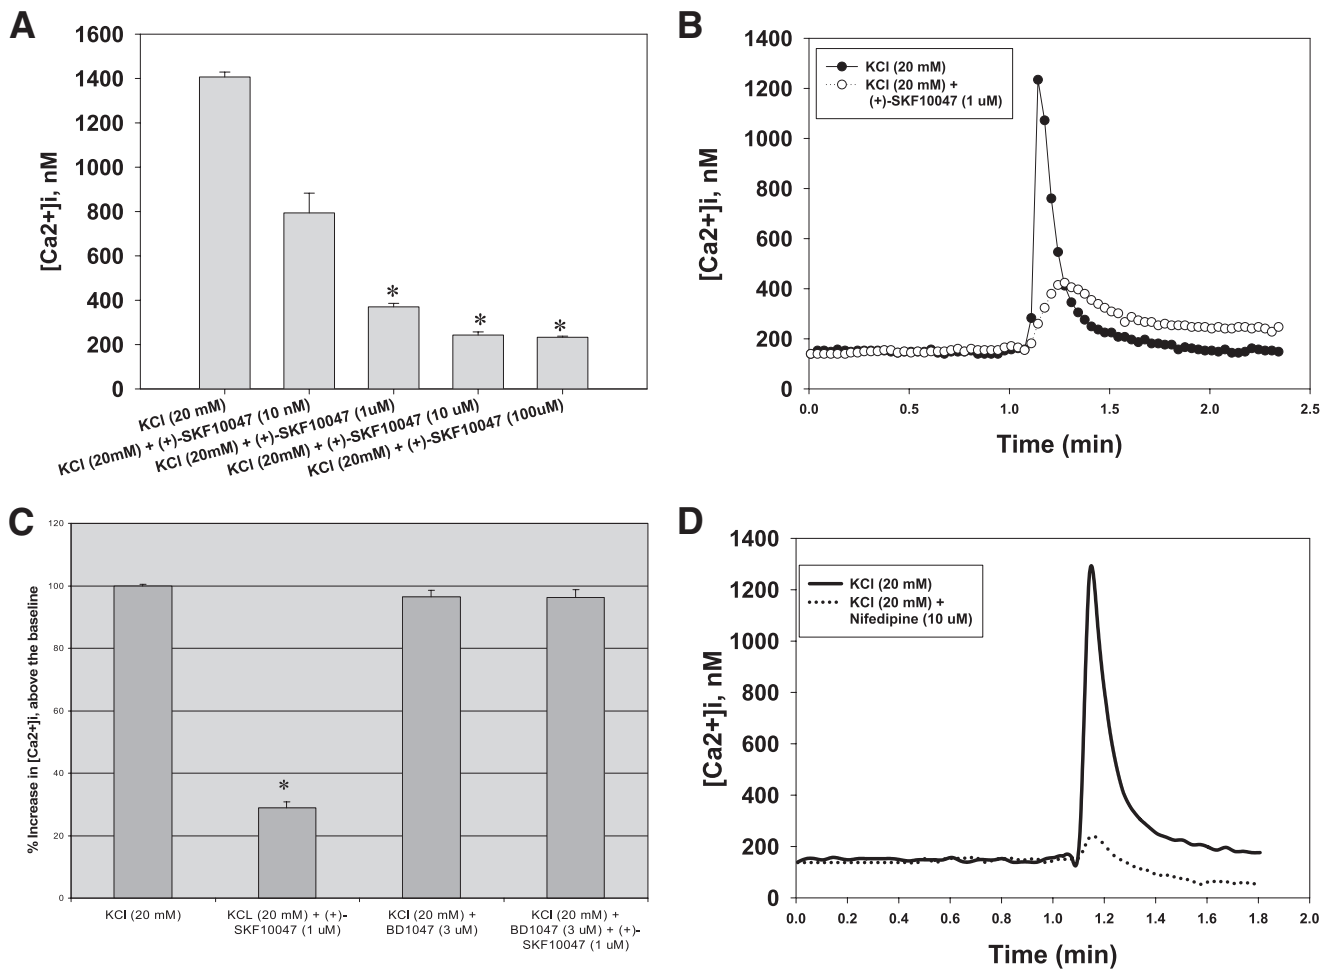 A
1600
1400
1200
1000
800
600
400
200
0
[Ca2+]i, nM
*
*
*
KCl (20 mM)
KCl (20mM) + (+)-SKF10047 (10 nM)
KCl (20mM) + (+)-SKF10047 (1uM)
KCl (20mM) + (+)-SKF10047 (10 uM)
KCl (20mM) + (+)-SKF10047 (100uM)
B
1400
1200
1000
800
600
400
200
0
[Ca2+]i, nM
KCl (20 mM)
KCl (20 mM) +
(+)-SKF10047 (1 uM)
0.0 0.5 1.0 1.5 2.0 2.5
Time (min)
C
120
100
80
60
40
20
0
% Increase in [Ca2+]i, above the baseline
*
KCl (20 mM)
KCL (20 mM) + (+)-
SKF10047 (1 uM)
KCl (20 mM) +
BD1047 (3 uM)
KCl (20 mM) +
BD1047 (3 uM) + (+)-
SKF10047 (1 uM)
D
1400
1200
1000
800
600
400
200
0
[Ca2+]i, nM
KCl (20 mM)
KCl (20 mM) +
Nifedipine (10 uM)
0.0 0.2 0.4 0.6 0.8 1.0 1.2 1.4 1.6 1.8 2.0
Time (min)